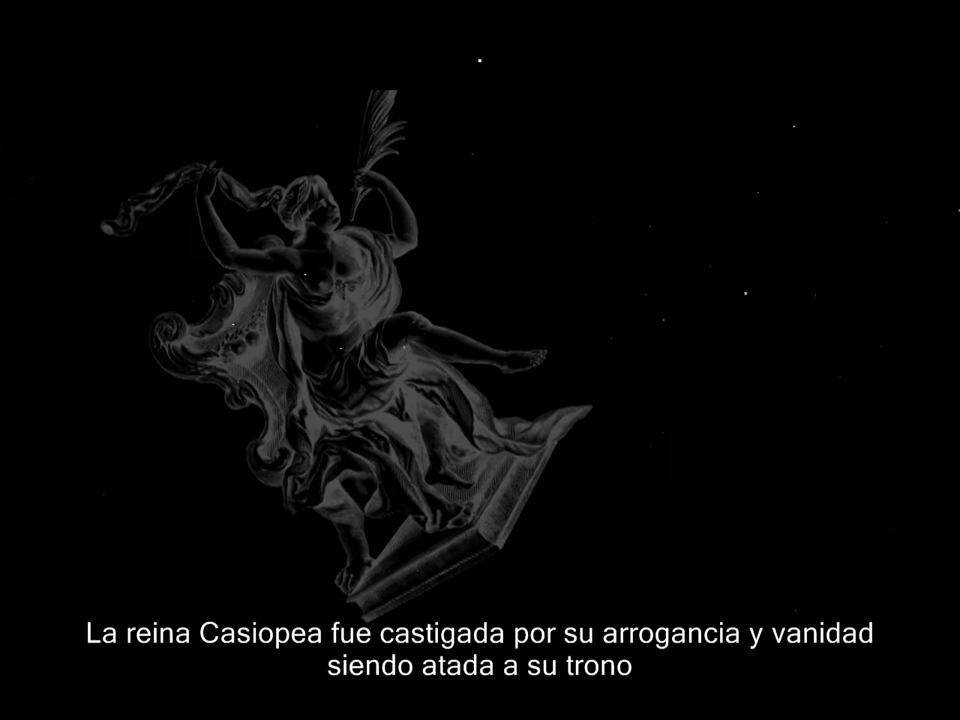 La reina Casiopea fue castigada por su arrogancia y vanidad
siendo atada a su trono